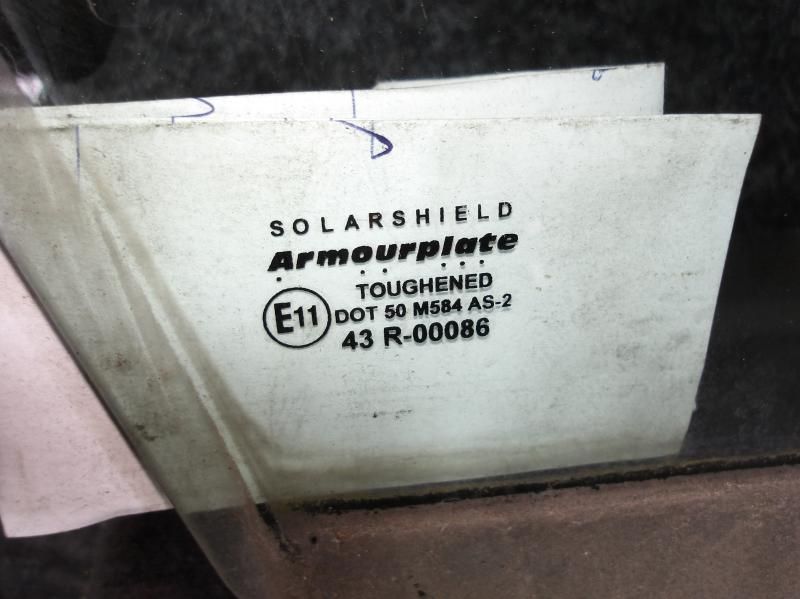 SOLARSHIELD
Armourplate
TOUGHENED
E11
DOT 50 M584 AS-2
43 R-00086